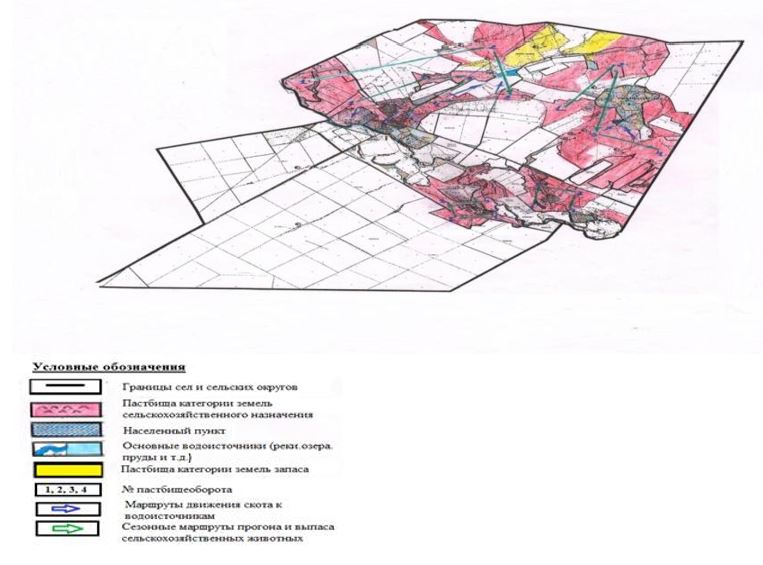 Условные обозначения
Границы сел и сельских округов
Пастбища категории земель
сельскохозяйственного назначения
Населенный пункт
Основные водоисточники (реки.озера.
пруды и т.д.)
Пастбища категории земель запаса
1, 2, 3, 4
№ пастбищеоборота
Маршруты движения скота к
водоисточникам
Сезонные маршруты прогона и выпаса
сельскохозяйственных животных